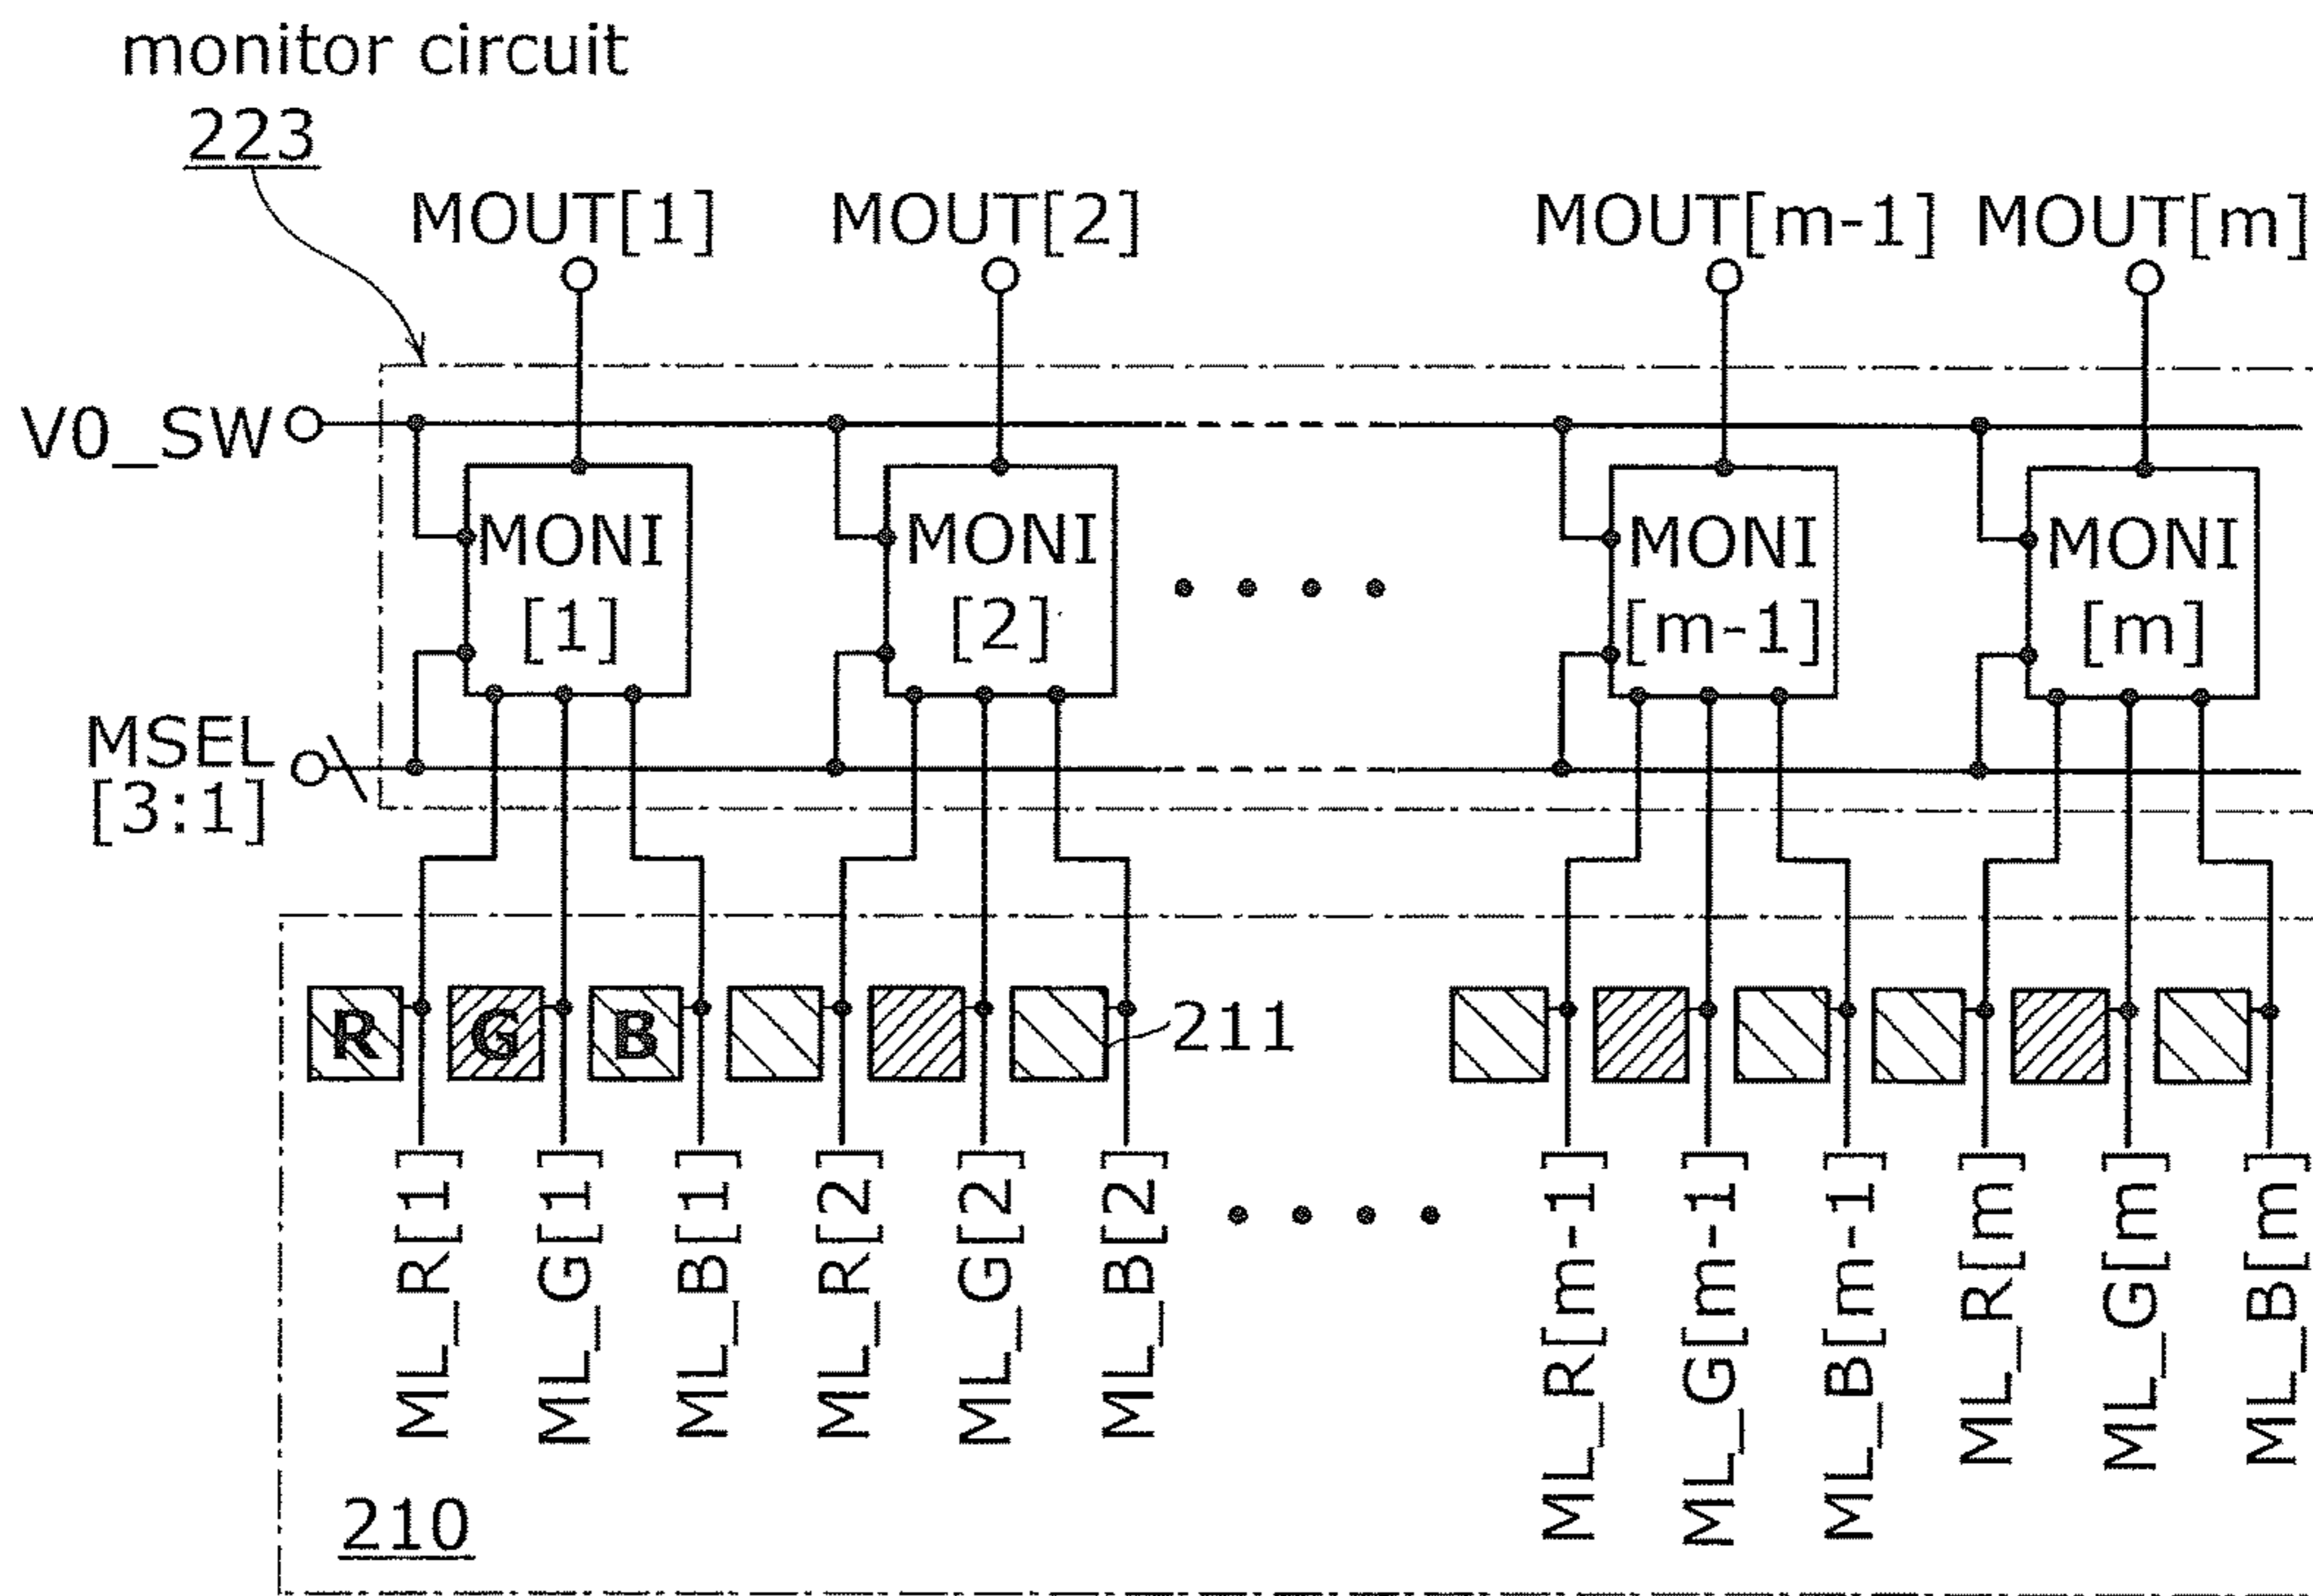 monitor circuit
223
MOUT[1]
MOUT[2]
MOUT[m-1]
MOUT[m]
V0_SW
MONI
[1]
MONI
[2]
MONI
[m-1]
MONI
[m]
MSEL
[3:1]
R
G
B
211
ML_R[1]
ML_G[1]
ML_B[1]
ML_R[2]
ML_G[2]
ML_B[2]
ML_R[m-1]
ML_G[m-1]
ML_B[m-1]
ML_R[m]
ML_G[m]
ML_B[m]
210